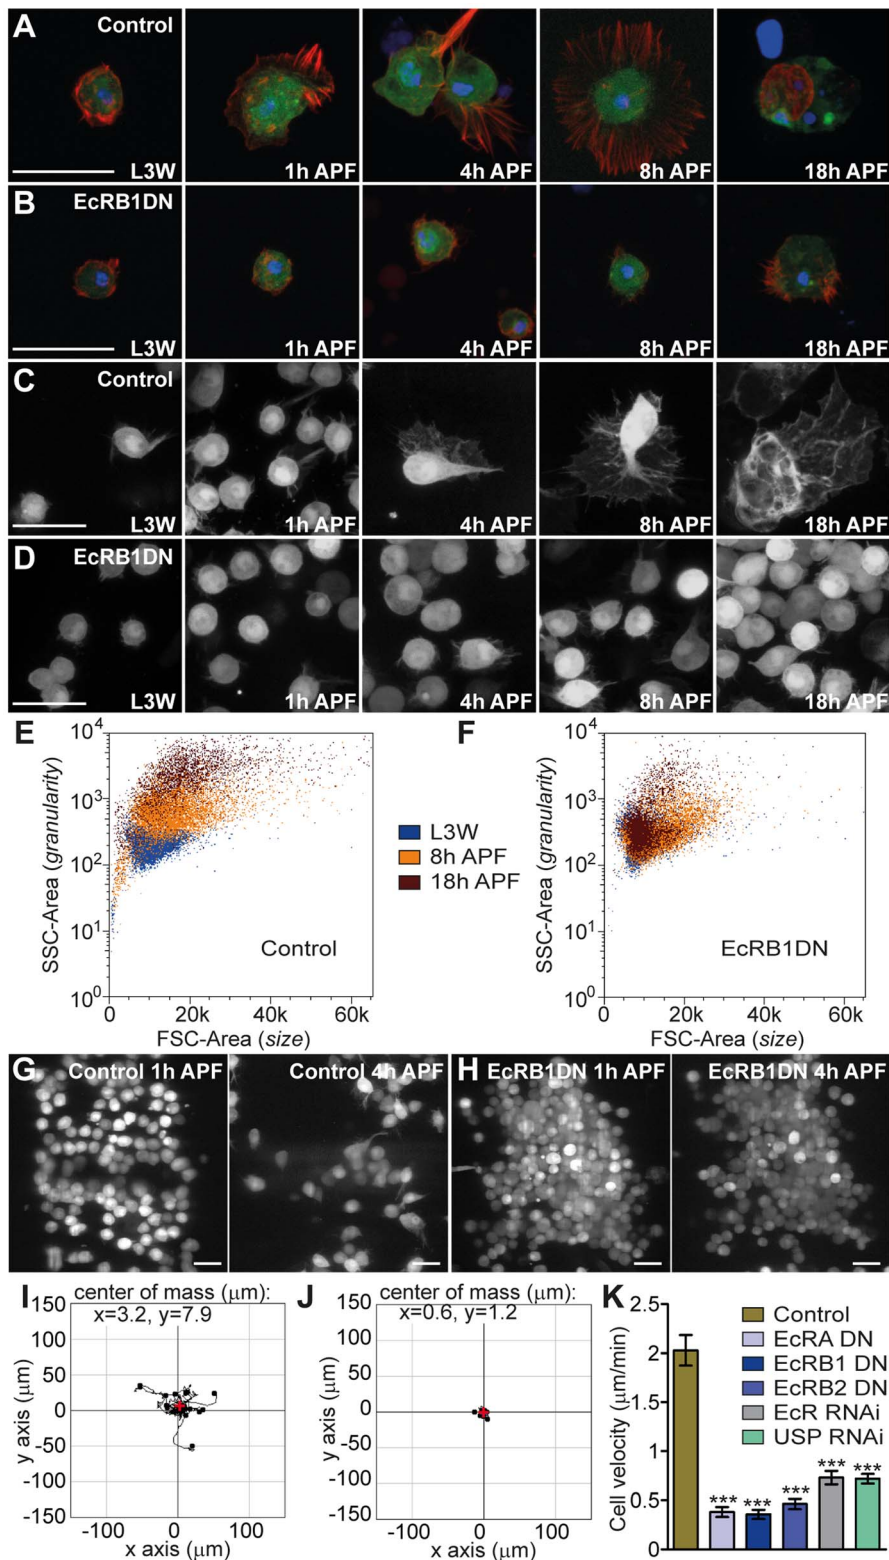 A Control
L3W 1h APF 4h APF 8h APF 18h APF
B EcRB1DN
L3W 1h APF 4h APF 8h APF 18h APF
C Control
L3W 1h APF 4h APF 8h APF 18h APF
D EcRB1DN
L3W 1h APF 4h APF 8h APF 18h APF
E
SSC-Area (granularity)
10^4
10^3
10^2
10^1
10^0
0 20k 40k 60k
FSC-Area (size)
Control
L3W
8h APF
18h APF
F
SSC-Area (granularity)
10^4
10^3
10^2
10^1
10^0
0 20k 40k 60k
FSC-Area (size)
EcRB1DN
G Control 1h APF Control 4h APF
H EcRB1DN 1h APF EcRB1DN 4h APF
I center of mass (μm):
x=3.2, y=7.9
y axis (μm)
150
100
50
0
-50
-100
-150
-100 0 100
x axis (μm)
J center of mass (μm):
x=0.6, y=1.2
y axis (μm)
150
100
50
0
-50
-100
-150
-100 0 100
x axis (μm)
K
Cell velocity (μm/min)
2.5
2
1.5
1
0.5
0
Control
EcRA DN
EcRB1 DN
EcRB2 DN
EcR RNAi
USP RNAi
*** *** *** *** ***